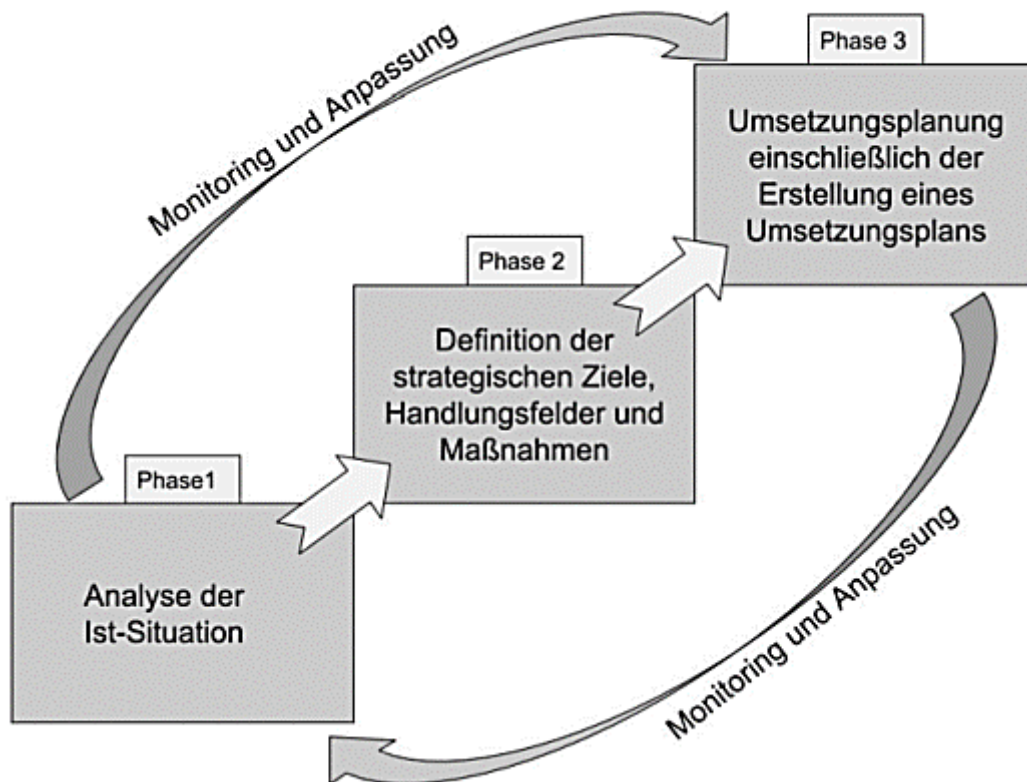 Phase 3
Umsetzungsplanung
einschließlich der
Erstellung eines
Umsetzungsplans
Monitoring und Anpassung
Phase 2
Definition der
strategischen Ziele,
Handlungsfelder und
Maßnahmen
Phase1
Analyse der
Ist-Situation
Monitoring und Anpassung